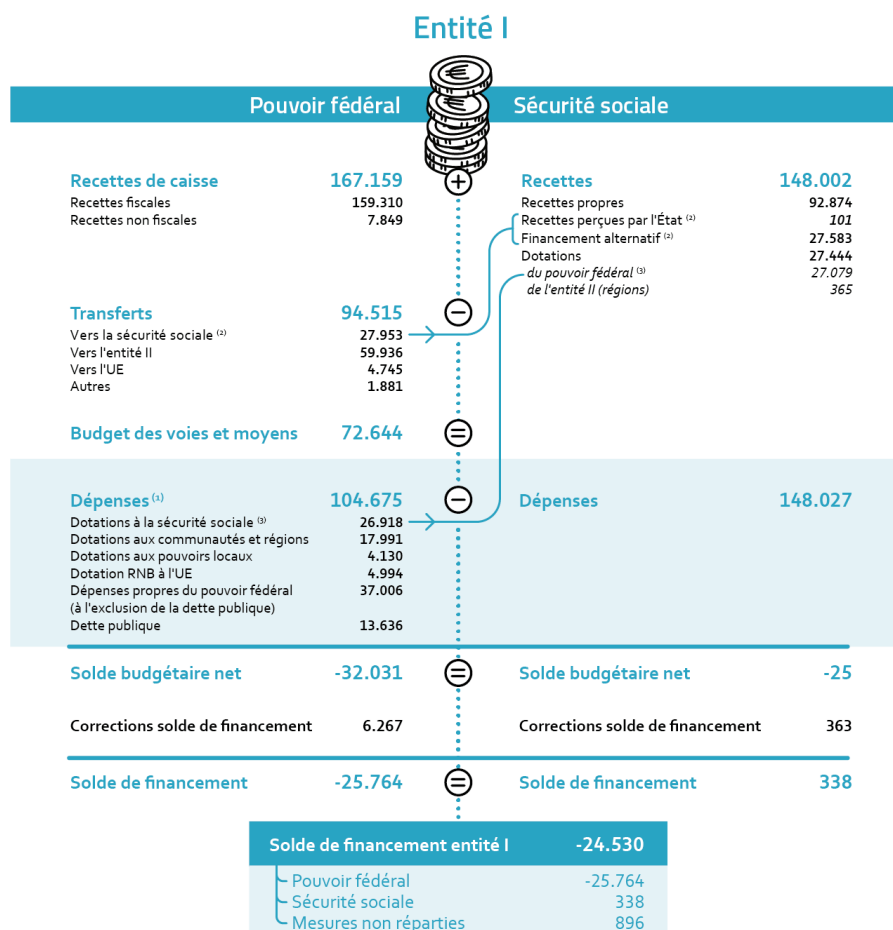 Entité I
Pouvoir fédéral
Sécurité sociale
Recettes de caisse 167.159
Recettes fiscales 159.310
Recettes non fiscales 7.849
Recettes 148.002
Recettes propres 92.874
Recettes perçues par l'État (2) 101
Financement alternatif (2) 27.583
Dotations 27.444
du pouvoir fédéral (3) 27.079
de l'entité II (régions) 365
Transferts 94.515
Vers la sécurité sociale (2) 27.953
Vers l'entité II 59.936
Vers l'UE 4.745
Autres 1.881
Budget des voies et moyens 72.644
Dépenses (1) 104.675
Dotations à la sécurité sociale (3) 26.918
Dotations aux communautés et régions 17.991
Dotations aux pouvoirs locaux 4.130
Dotation RNB à l'UE 4.994
Dépenses propres du pouvoir fédéral 37.006
(à l'exclusion de la dette publique)
Dette publique 13.636
Dépenses 148.027
Solde budgétaire net -32.031
Solde budgétaire net -25
Corrections solde de financement 6.267
Corrections solde de financement 363
Solde de financement -25.764
Solde de financement 338
Solde de financement entité I -24.530
Pouvoir fédéral -25.764
Sécurité sociale 338
Mesures non réparties 896